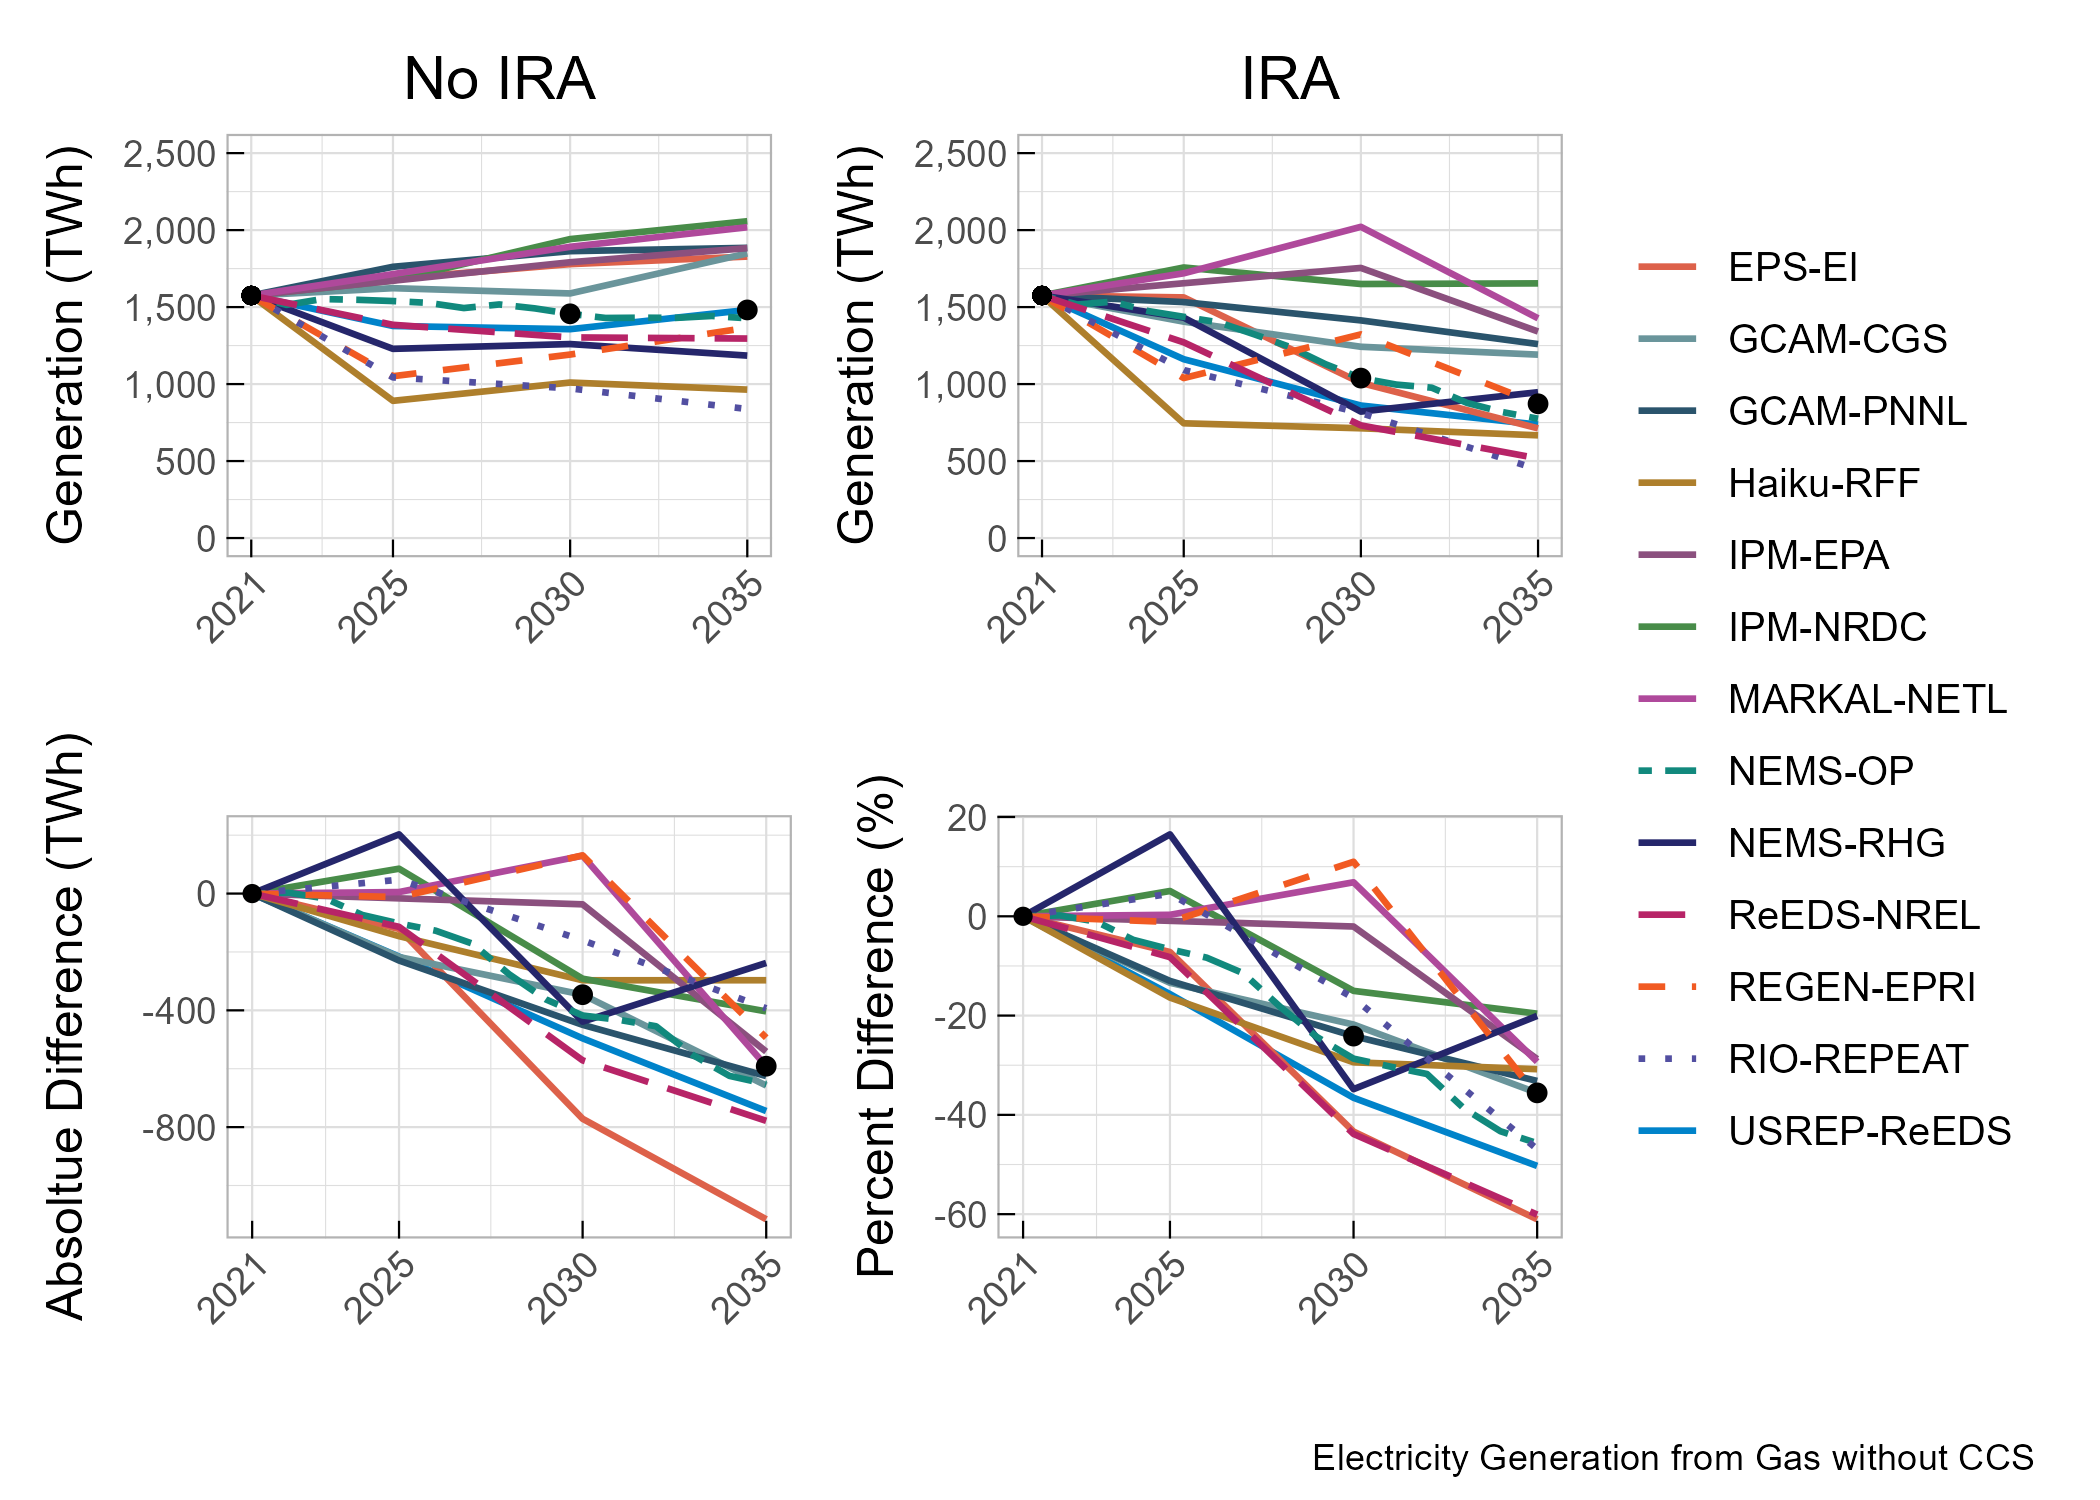 No IRA
IRA
Generation (TWh)
2,500
2,000
1,500
1,000
500
0
2021
2025
2030
2035
Generation (TWh)
2,500
2,000
1,500
1,000
500
0
2021
2025
2030
2035
Absoltue Difference (TWh)
0
-400
-800
2021
2025
2030
2035
Percent Difference (%)
20
0
-20
-40
-60
2021
2025
2030
2035
EPS-EI
GCAM-CGS
GCAM-PNNL
Haiku-RFF
IPM-EPA
IPM-NRDC
MARKAL-NETL
NEMS-OP
NEMS-RHG
ReEDS-NREL
REGEN-EPRI
RIO-REPEAT
USREP-ReEDS
Electricity Generation from Gas without CCS